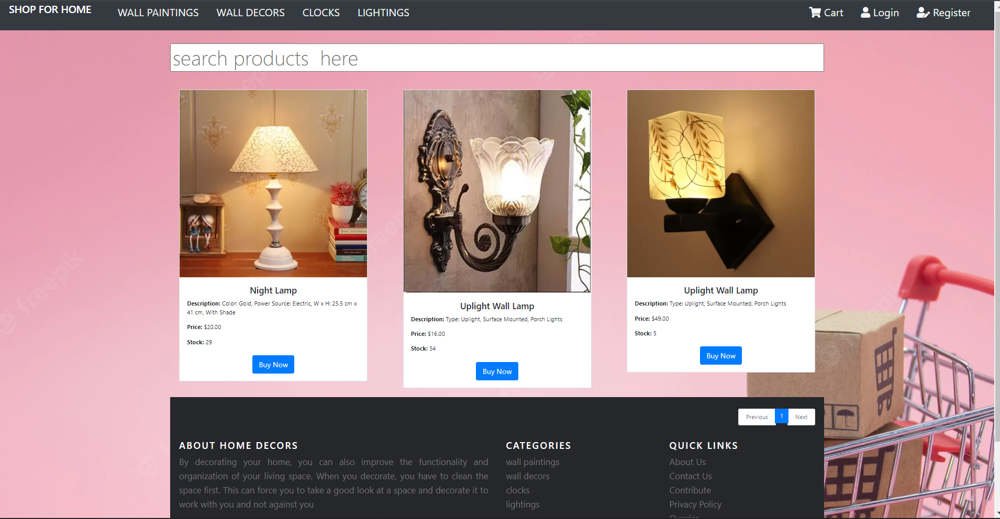 SHOP FOR HOME
WALL PAINTINGS
WALL DECORS
CLOCKS
LIGHTINGS
Cart
Login
Register
search products  here
Night Lamp
Description: Color: Gold, Power Source: Electric, W x H: 25.5 cm x
41 cm, With Shade
Price: $20.00
Stock: 29
Buy Now
Uplight Wall Lamp
Description: Type: Uplight, Surface Mounted, Porch Lights
Price: $16.00
Stock: 54
Buy Now
Uplight Wall Lamp
Description: Type: Uplight, Surface Mounted, Porch Lights
Price: $49.00
Stock: 5
Buy Now
Previous
1
Next
ABOUT HOME DECORS
By decorating your home, you can also improve the functionality and
organization of your living space. When you decorate, you have to clean the
space first. This can force you to take a good look at a space and decorate it to
work with you and not against you
CATEGORIES
wall paintings
wall decors
clocks
lightings
QUICK LINKS
About Us
Contact Us
Contribute
Privacy Policy
Queries
freepik